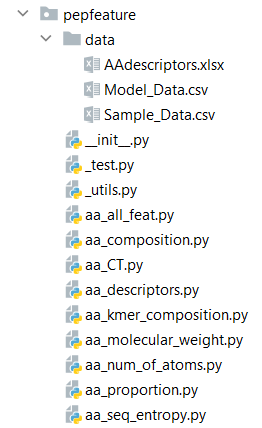 pepfeature
data
AAdescriptors.xlsx
Model_Data.csv
Sample_Data.csv
__init__.py
_test.py
_utils.py
aa_all_feat.py
aa_composition.py
aa_CT.py
aa_descriptors.py
aa_kmer_composition.py
aa_molecular_weight.py
aa_num_of_atoms.py
aa_proportion.py
aa_seq_entropy.py